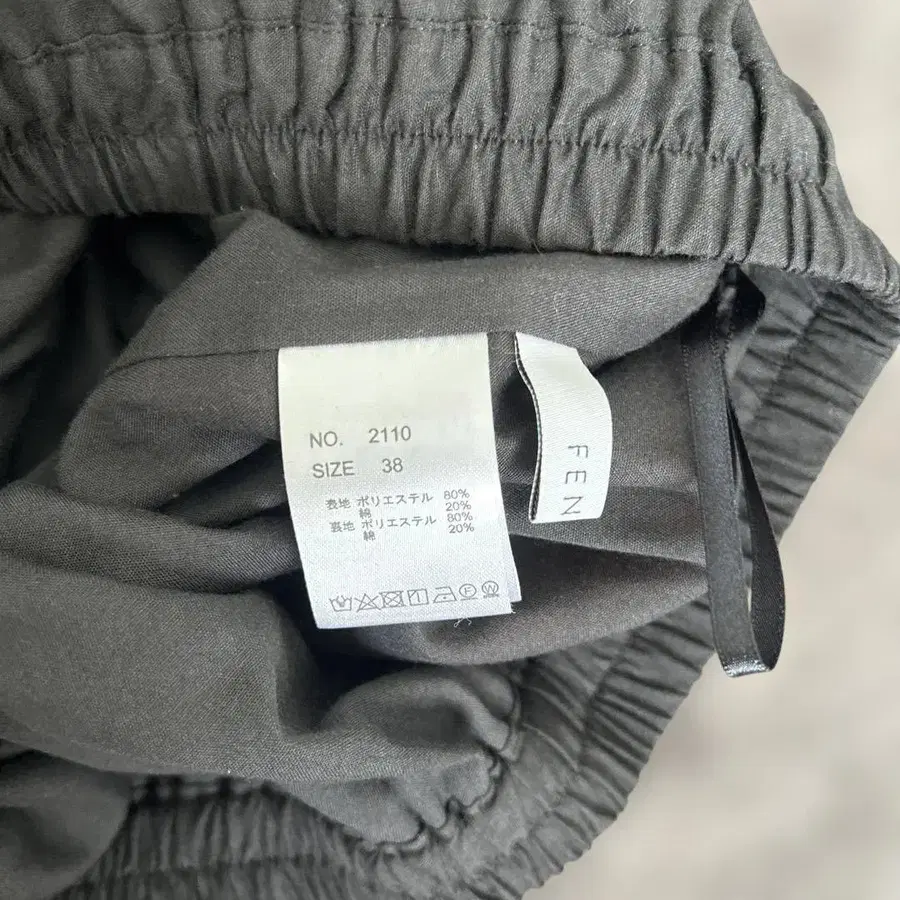 NO. 2110
SIZE 38
表地 ポリエステル 80%
綿 20%
裏地 ポリエステル 80%
綿 20%
FEN